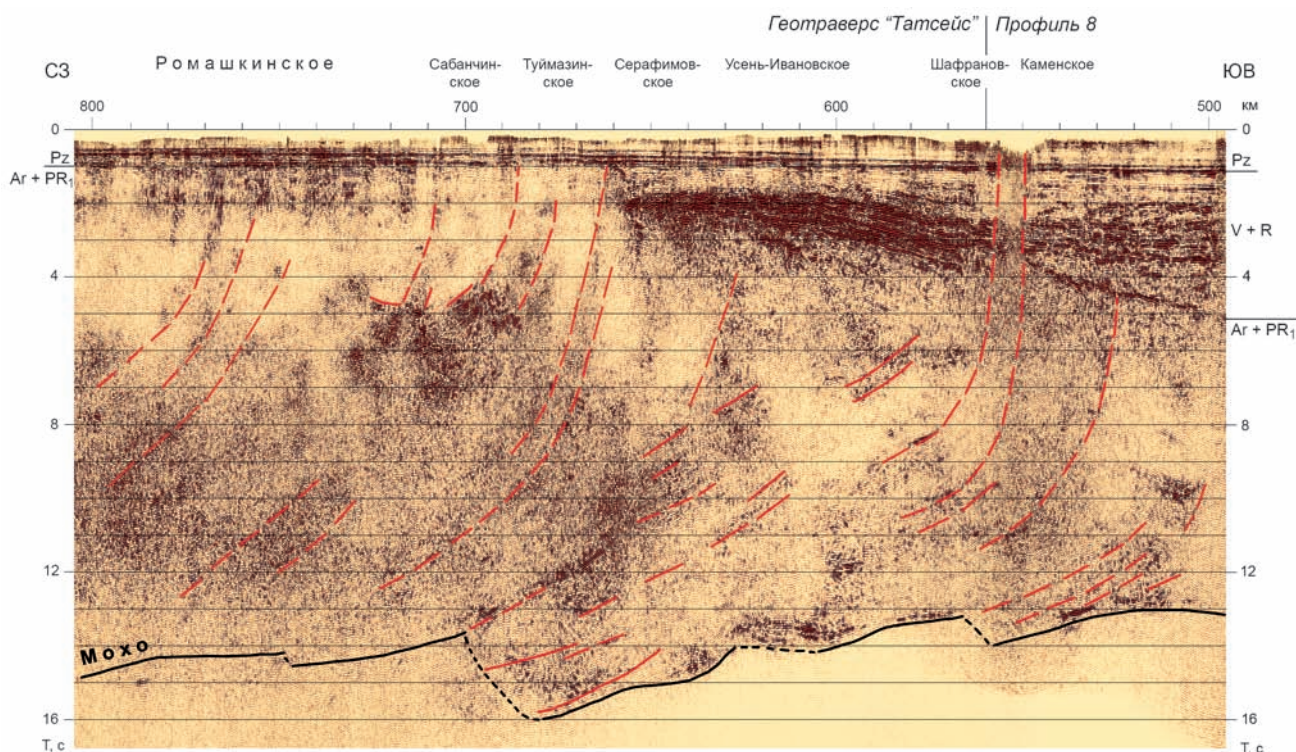 Геотраверс "Татсейс" Профиль 8
СЗ Ромашкинское Сабанчин-ское Туймазин-ское Серафимов-ское Усень-Ивановское Шафранов-ское Каменское ЮВ
800 700 600 500 км
0 0
Pz Pz
Ar + PR₁
V + R
4 4
Ar + PR₁
8 8
12 12
Мохо
16 16
Т, с Т, с